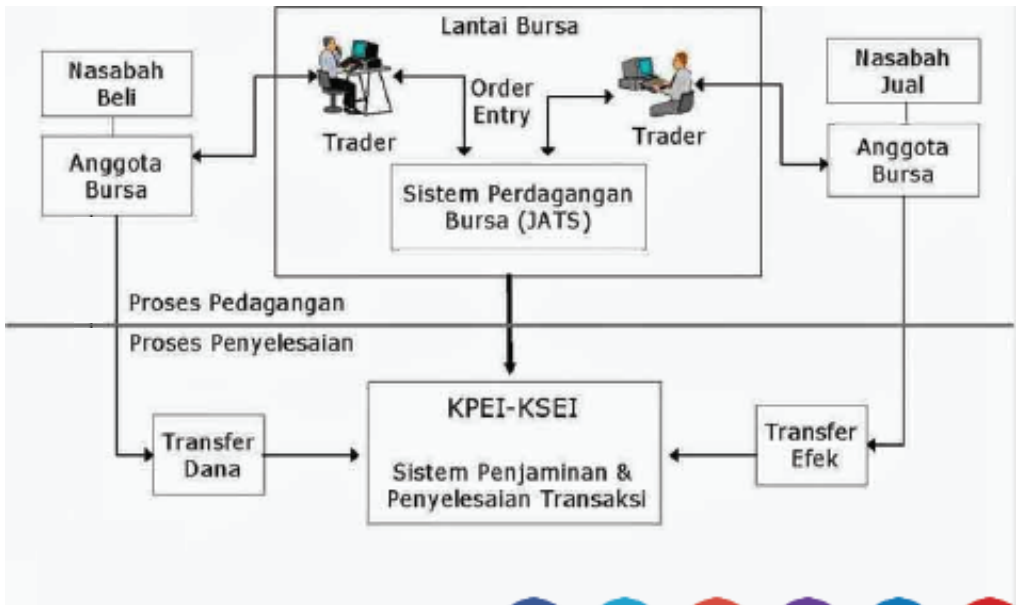 Lantai Bursa
Nasabah
Beli
Anggota
Bursa
Trader
Order
Entry
Trader
Nasabah
Jual
Anggota
Bursa
Sistem Perdagangan
Bursa (JATS)
Proses Pedagangan
Proses Penyelesaian
Transfer
Dana
KPEI-KSEI
Sistem Penjaminan &
Penyelesaian Transaksi
Transfer
Efek